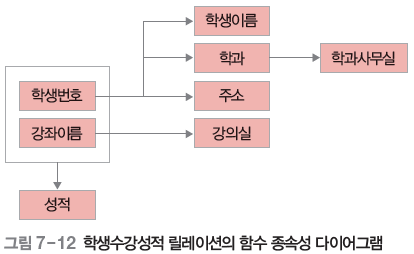 학생이름
학과
학과사무실
학생번호
주소
강좌이름
강의실
성적
그림 7-12 학생수강성적 릴레이션의 함수 종속성 다이어그램